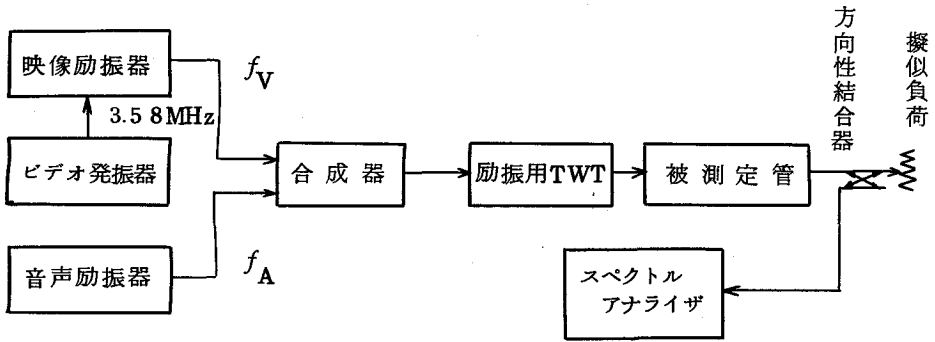 映像励振器
f_V
3.58MHz
ビデオ発振器
音声励振器
f_A
合成器
励振用TWT
被測定管
方向性結合器
擬似負荷
スペクトル
アナライザ